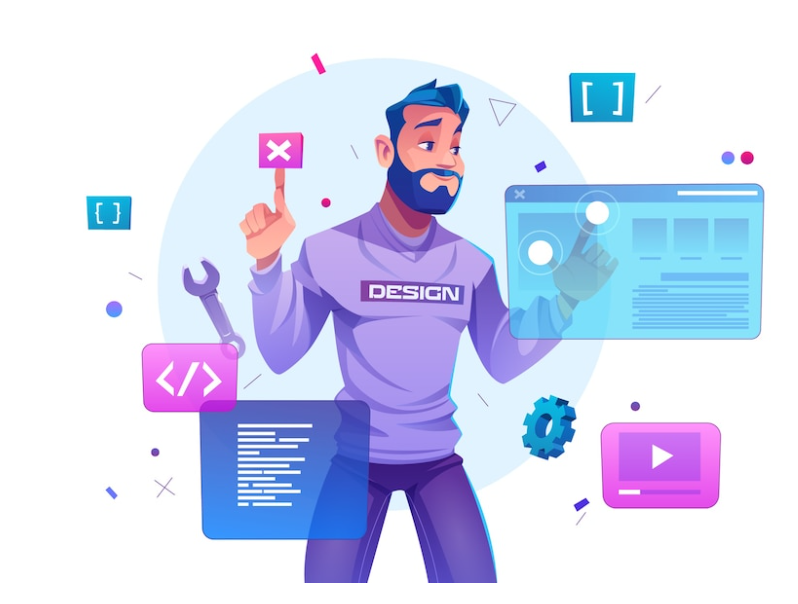 [ ]
{ }
DESIGN
</>